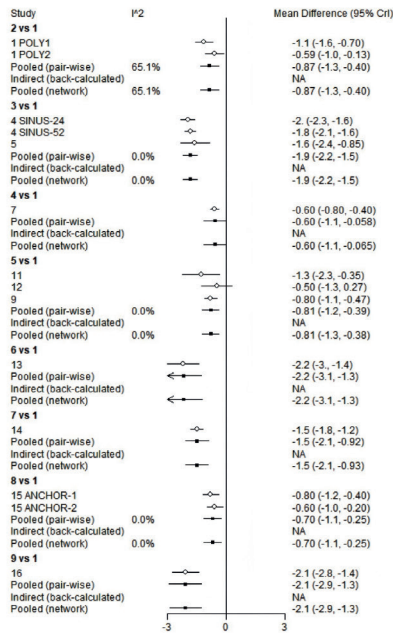 Study I^2 Mean Difference (95% CrI)
2 vs 1
1 POLY1 -1.1 (-1.6, -0.70)
1 POLY2 -0.59 (-1.0, -0.13)
Pooled (pair-wise) 65.1% -0.87 (-1.3, -0.40)
Indirect (back-calculated) NA
Pooled (network) 65.1% -0.87 (-1.3, -0.40)
3 vs 1
4 SINUS-24 -2. (-2.3, -1.6)
4 SINUS-52 -1.8 (-2.1, -1.6)
5 -1.6 (-2.4, -0.85)
Pooled (pair-wise) 0.0% -1.9 (-2.2, -1.5)
Indirect (back-calculated) NA
Pooled (network) 0.0% -1.9 (-2.2, -1.5)
4 vs 1
7 -0.60 (-0.80, -0.40)
Pooled (pair-wise) -0.60 (-1.1, -0.058)
Indirect (back-calculated) NA
Pooled (network) -0.60 (-1.1, -0.065)
5 vs 1
11 -1.3 (-2.3, -0.35)
12 -0.50 (-1.3, 0.27)
9 -0.80 (-1.1, -0.47)
Pooled (pair-wise) 0.0% -0.81 (-1.2, -0.39)
Indirect (back-calculated) NA
Pooled (network) 0.0% -0.81 (-1.3, -0.38)
6 vs 1
13 -2.2 (-3., -1.4)
Pooled (pair-wise) -2.2 (-3.1, -1.3)
Indirect (back-calculated) NA
Pooled (network) -2.2 (-3.1, -1.3)
7 vs 1
14 -1.5 (-1.8, -1.2)
Pooled (pair-wise) -1.5 (-2.1, -0.92)
Indirect (back-calculated) NA
Pooled (network) -1.5 (-2.1, -0.93)
8 vs 1
15 ANCHOR-1 -0.80 (-1.2, -0.40)
15 ANCHOR-2 -0.60 (-1.0, -0.20)
Pooled (pair-wise) 0.0% -0.70 (-1.1, -0.25)
Indirect (back-calculated) NA
Pooled (network) 0.0% -0.70 (-1.1, -0.25)
9 vs 1
16 -2.1 (-2.8, -1.4)
Pooled (pair-wise) -2.1 (-2.9, -1.3)
Indirect (back-calculated) NA
Pooled (network) -2.1 (-2.9, -1.3)
-3 0 3